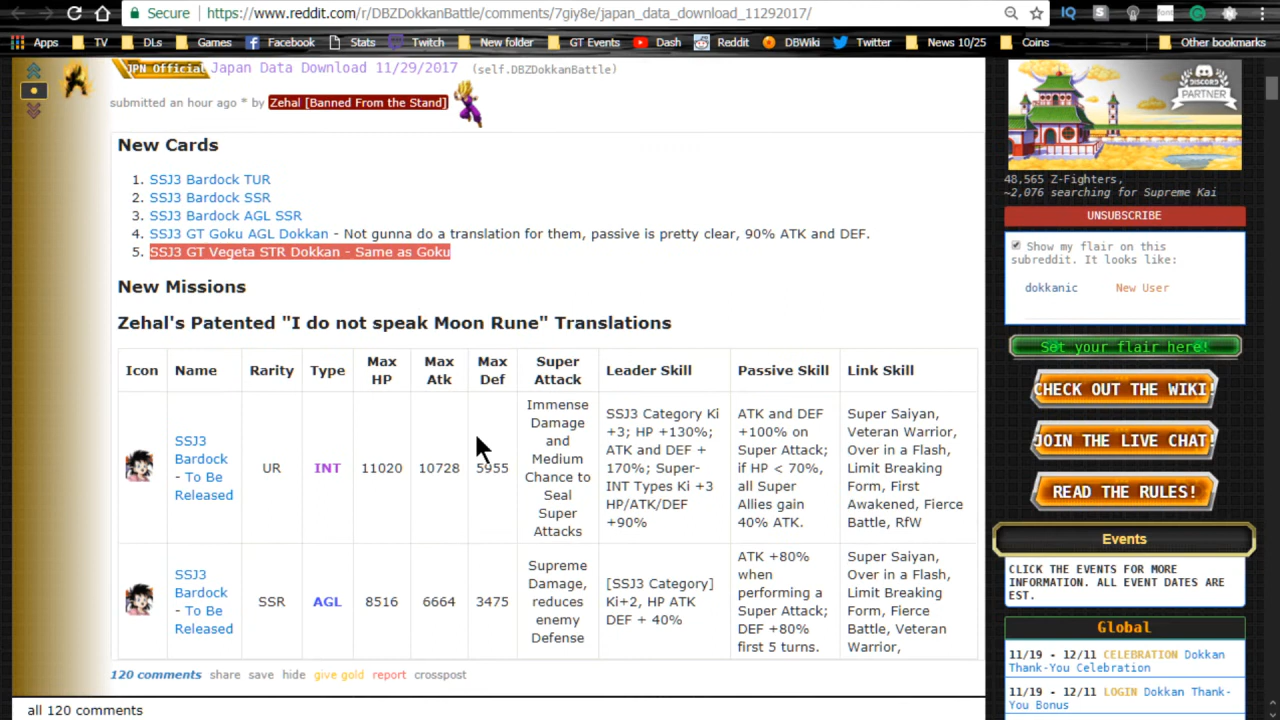 Secure
https://www.reddit.com/r/DBZDokkanBattle/comments/7giy8e/japan_data_download_11292017/
Apps TV DLs Games Facebook Stats Twitch New folder GT Events Dash Reddit DBWiki Twitter News 10/25 Coins Other bookmarks
JPN Official Japan Data Download 11/29/2017 (self.DBZDokkanBattle)
submitted an hour ago * by Zehal [Banned From the Stand]
New Cards
1. SSJ3 Bardock TUR
2. SSJ3 Bardock SSR
3. SSJ3 Bardock AGL SSR
4. SSJ3 GT Goku AGL Dokkan - Not gunna do a translation for them, passive is pretty clear, 90% ATK and DEF.
5. SSJ3 GT Vegeta STR Dokkan - Same as Goku
New Missions
Zehal's Patented "I do not speak Moon Rune" Translations
Icon
Name
Rarity
Type
Max
HP
Max
Atk
Max
Def
Super
Attack
Leader Skill
Passive Skill
Link Skill
SSJ3
Bardock
- To Be
Released
UR
INT
11020
10728
5955
Immense
Damage
and
Medium
Chance to
Seal
Super
Attacks
SSJ3 Category Ki
+3; HP +130%;
ATK and DEF +
170%; Super-
INT Types Ki +3
HP/ATK/DEF
+90%
ATK and DEF
+100% on
Super Attack;
if HP < 70%,
all Super
Allies gain
40% ATK.
Super Saiyan,
Veteran Warrior,
Over in a Flash,
Limit Breaking
Form, First
Awakened, Fierce
Battle, RfW
SSJ3
Bardock
- To Be
Released
SSR
AGL
8516
6664
3475
Supreme
Damage,
reduces
enemy
Defense
[SSJ3 Category]
Ki+2, HP ATK
DEF + 40%
ATK +80%
when
performing a
Super Attack;
DEF +80%
first 5 turns.
Super Saiyan,
Over in a Flash,
Limit Breaking
Form, Fierce
Battle, Veteran
Warrior,
120 comments share save hide give gold report crosspost
all 120 comments
DISCORD
PARTNER
48,565 Z-Fighters,
~2,076 searching for Supreme Kai
UNSUBSCRIBE
Show my flair on this
subreddit. It looks like:
dokkanic New User
Set your flair here!
CHECK OUT THE WIKI!
JOIN THE LIVE CHAT!
READ THE RULES!
Events
CLICK THE EVENTS FOR MORE
INFORMATION. ALL EVENT DATES ARE
EST.
Global
11/19 - 12/11 CELEBRATION Dokkan
Thank-You Celebration
11/19 - 12/11 LOGIN Dokkan Thank-
You Bonus